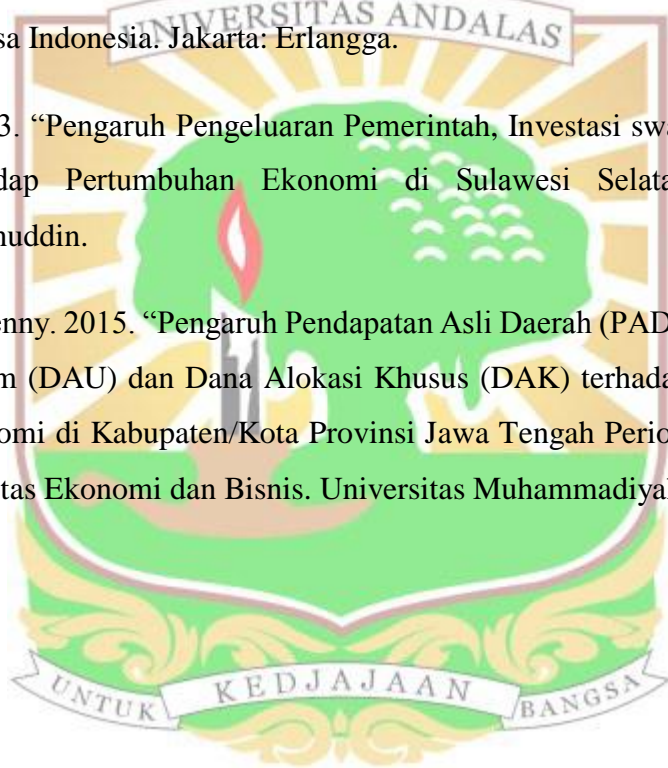 UNIVERSITAS ANDALAS
sa Indonesia. Jakarta: Erlangga.
3. “Pengaruh Pengeluaran Pemerintah, Investasi swa
dap Pertumbuhan Ekonomi di Sulawesi Selata
nuddin.
enny. 2015. “Pengaruh Pendapatan Asli Daerah (PAD
m (DAU) dan Dana Alokasi Khusus (DAK) terhada
omi di Kabupaten/Kota Provinsi Jawa Tengah Perio
tas Ekonomi dan Bisnis. Universitas Muhammadiyal
UNTUK KEDJAJAAN BANGSA